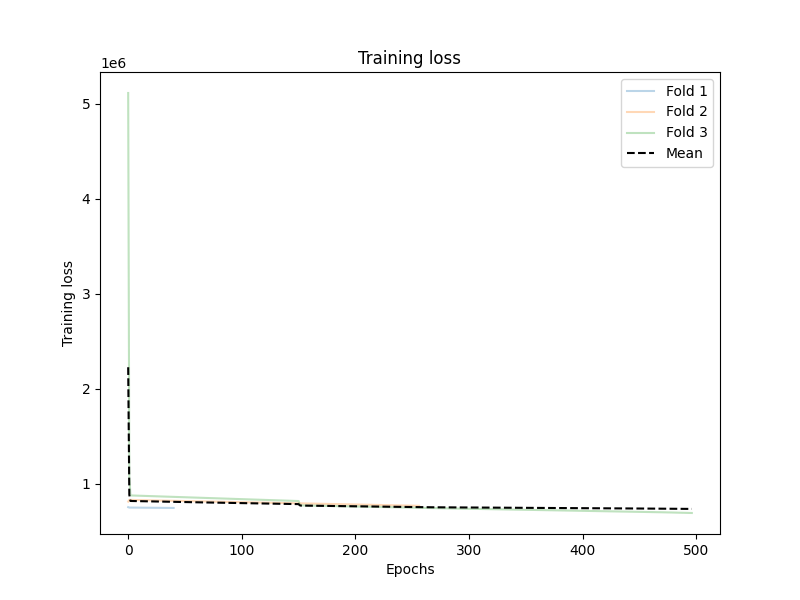 Training loss
1e6
Fold 1
Fold 2
Fold 3
Mean
5
4
3
2
1
Training loss
0 100 200 300 400 500
Epochs